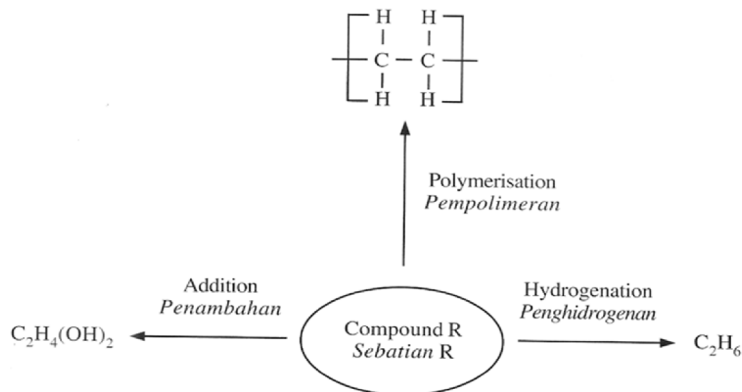 H H
C – C
H H
Polymerisation
Pempolimeran
Addition
Penambahan
Hydrogenation
Penghidrogenan
C₂H₄(OH)₂
Compound R
Sebatian R
C₂H₆